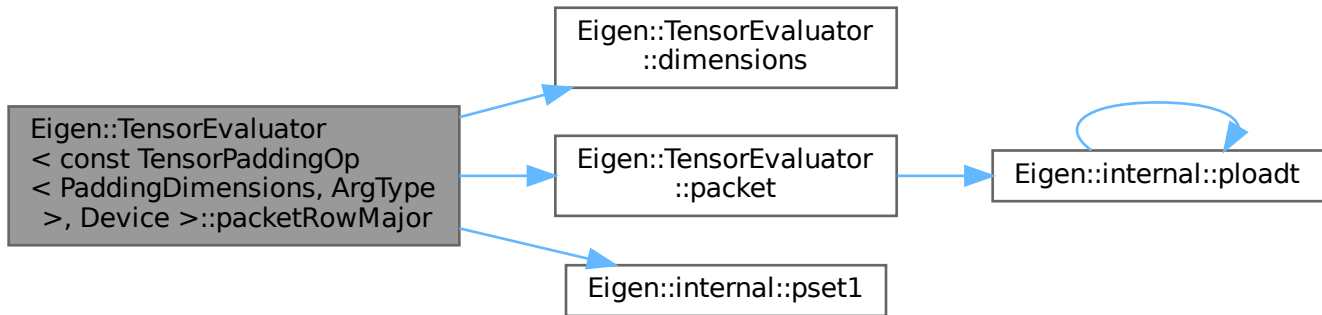 Eigen::TensorEvaluator
< const TensorPaddingOp
< PaddingDimensions, ArgType
>, Device >::packetRowMajor
Eigen::TensorEvaluator
::dimensions
Eigen::TensorEvaluator
::packet
Eigen::internal::pset1
Eigen::internal::ploadt